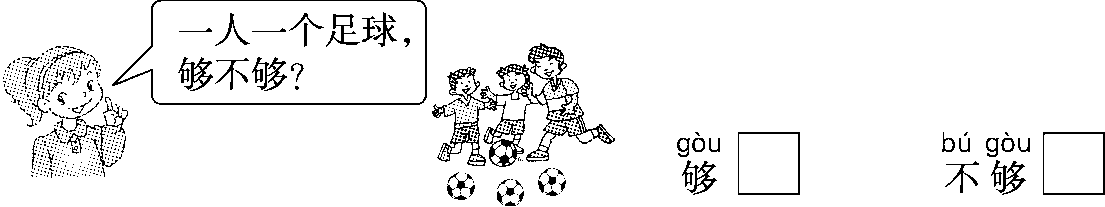 一人一个足球，
够不够？
gòu
够
bú gòu
不够